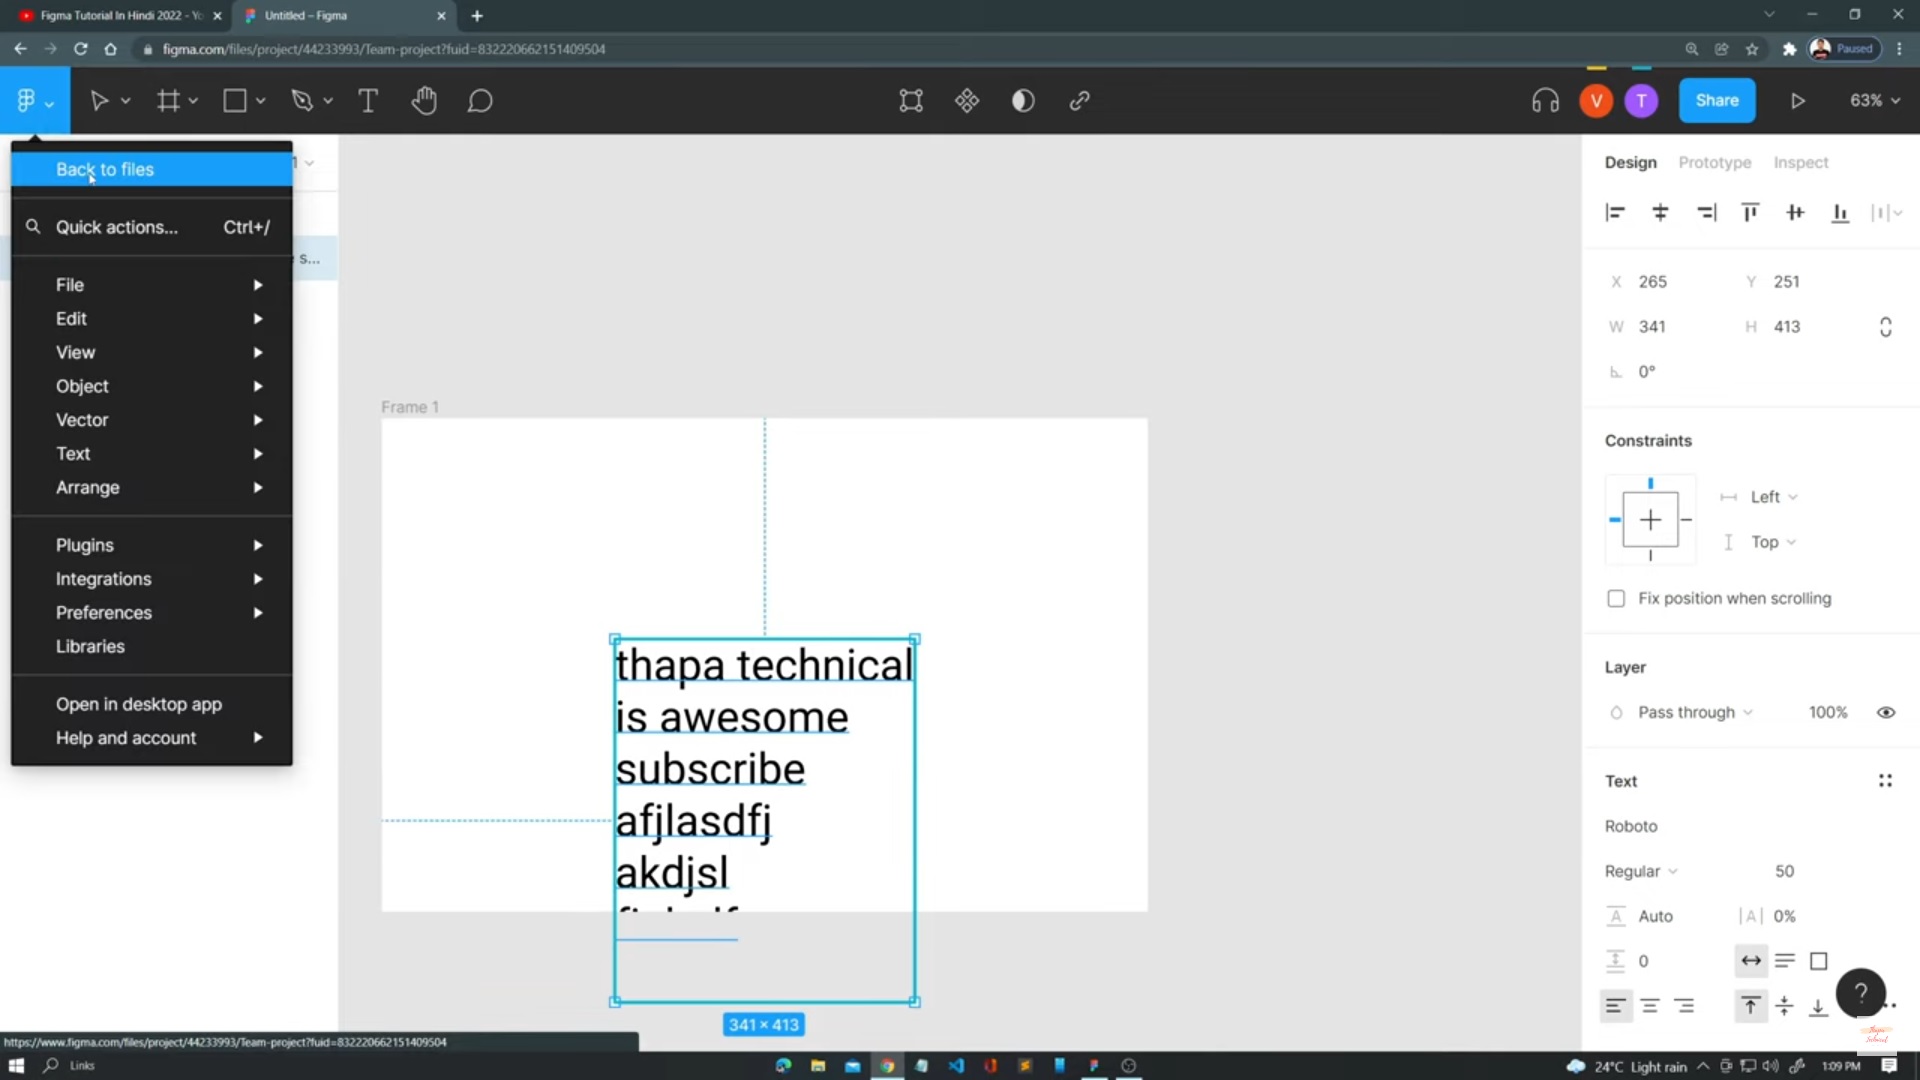 Figma Tutorial In Hindi 2022 - Yo
Untitled – Figma
figma.com/files/project/44233993/Team-project?fuid=832220662151409504
Paused
V
T
Share
63%
Back to files
Quick actions... Ctrl+/
File
Edit
View
Object
Vector
Text
Arrange
Plugins
Integrations
Preferences
Libraries
Open in desktop app
Help and account
1
s...
Frame 1
thapa technical
is awesome
subscribe
afjlasdfj
akdjsl
341 × 413
Design Prototype Inspect
X 265 Y 251
W 341 H 413
0°
Constraints
Left
Top
Fix position when scrolling
Layer
Pass through 100%
Text
Roboto
Regular 50
A Auto |A| 0%
0
?
https://www.figma.com/files/project/44233993/Team-project?fuid=832220662151409504
Links
24°C Light rain
1:09 PM